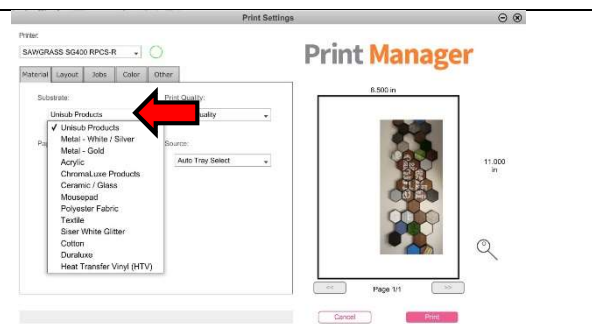 Print Settings
Printer:
SAWGRASS SG400 RPCS-R
Print Manager
Material Layout Jobs Color Other
Substrate:
Print Quality:
Unisub Products
✓ Unisub Products
Metal - White / Silver
Metal - Gold
Acrylic
ChromaLuxe Products
Ceramic / Glass
Mousepad
Polyester Fabric
Textile
Siser White Glitter
Cotton
Duraluxe
Heat Transfer Vinyl (HTV)
Source:
Auto Tray Select
8.500 in
11.000
in
<< Page 1/1 >>
Cancel Print